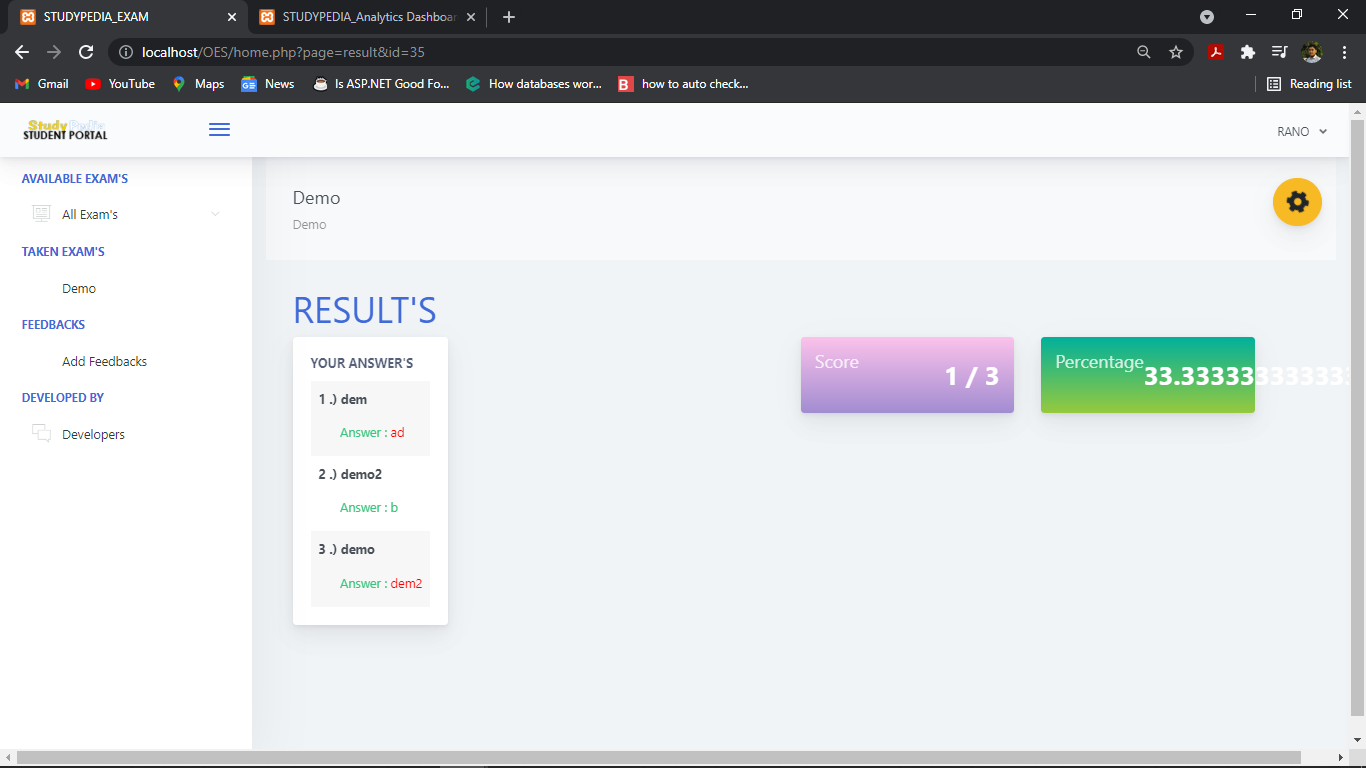 STUDYPEDIA_EXAM
STUDYPEDIA_Analytics Dashboar
localhost/OES/home.php?page=result&id=35
Gmail YouTube Maps News Is ASP.NET Good Fo... How databases wor... how to auto check... Reading list
Study Pedia
STUDENT PORTAL
RANO
AVAILABLE EXAM'S
All Exam's
TAKEN EXAM'S
Demo
FEEDBACKS
Add Feedbacks
DEVELOPED BY
Developers
Demo
Demo
RESULT'S
YOUR ANSWER'S
1 .) dem
Answer : ad
2 .) demo2
Answer : b
3 .) demo
Answer : dem2
Score
1 / 3
Percentage
33.333333333333